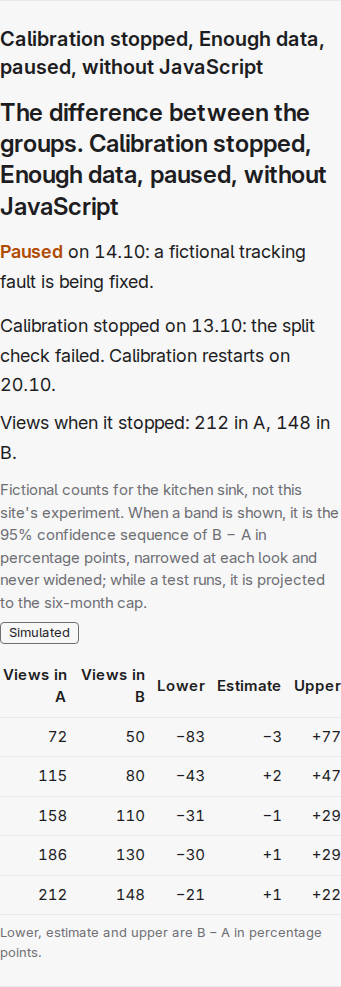 Calibration stopped, Enough data,
paused, without JavaScript
The difference between the
groups. Calibration stopped,
Enough data, paused, without
JavaScript
Paused on 14.10: a fictional tracking
fault is being fixed.
Calibration stopped on 13.10: the split
check failed. Calibration restarts on
20.10.
Views when it stopped: 212 in A, 148 in
B.
Fictional counts for the kitchen sink, not this
site's experiment. When a band is shown, it is the
95% confidence sequence of B − A in
percentage points, narrowed at each look and
never widened; while a test runs, it is projected
to the six-month cap.
Simulated
Views in A Views in B Lower Estimate Upper
72 50 −83 −3 +77
115 80 −43 +2 +47
158 110 −31 −1 +29
186 130 −30 +1 +29
212 148 −21 +1 +22
Lower, estimate and upper are B − A in percentage
points.